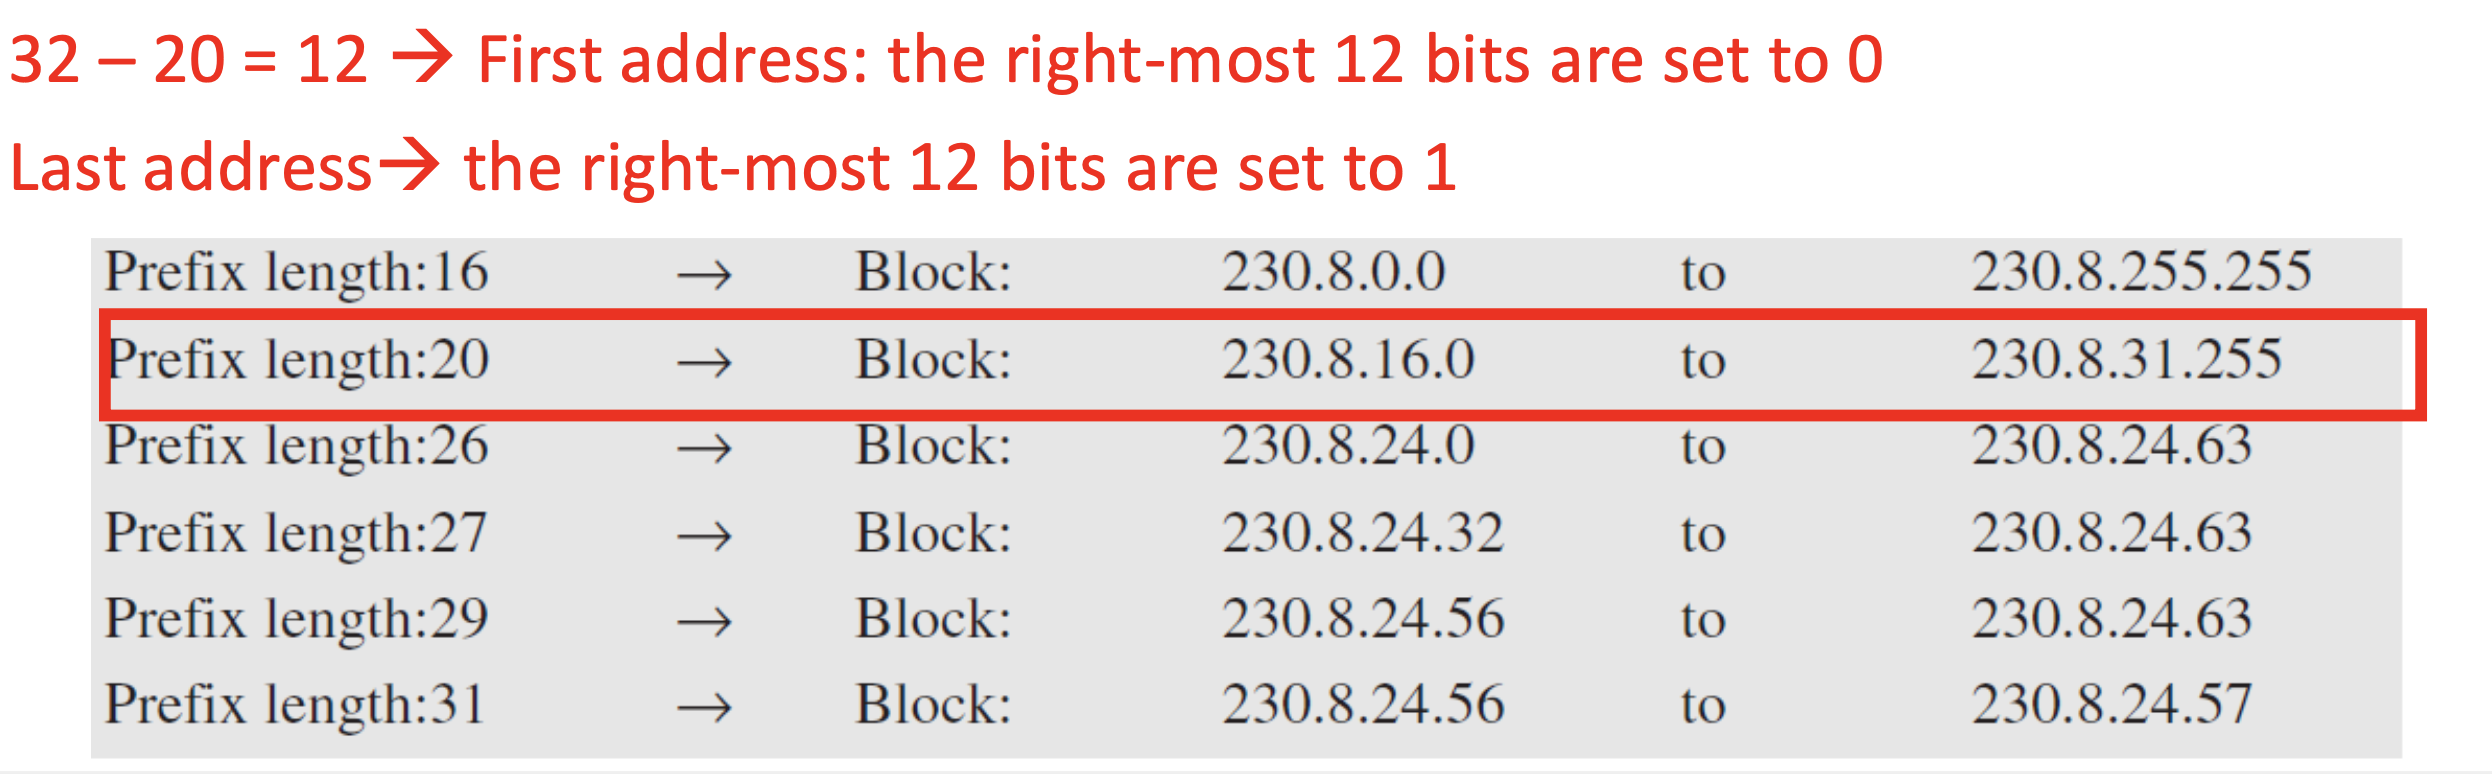 32 – 20 = 12 → First address: the right-most 12 bits are set to 0
Last address→ the right-most 12 bits are set to 1
Prefix length:16 → Block: 230.8.0.0 to 230.8.255.255
Prefix length:20 → Block: 230.8.16.0 to 230.8.31.255
Prefix length:26 → Block: 230.8.24.0 to 230.8.24.63
Prefix length:27 → Block: 230.8.24.32 to 230.8.24.63
Prefix length:29 → Block: 230.8.24.56 to 230.8.24.63
Prefix length:31 → Block: 230.8.24.56 to 230.8.24.57